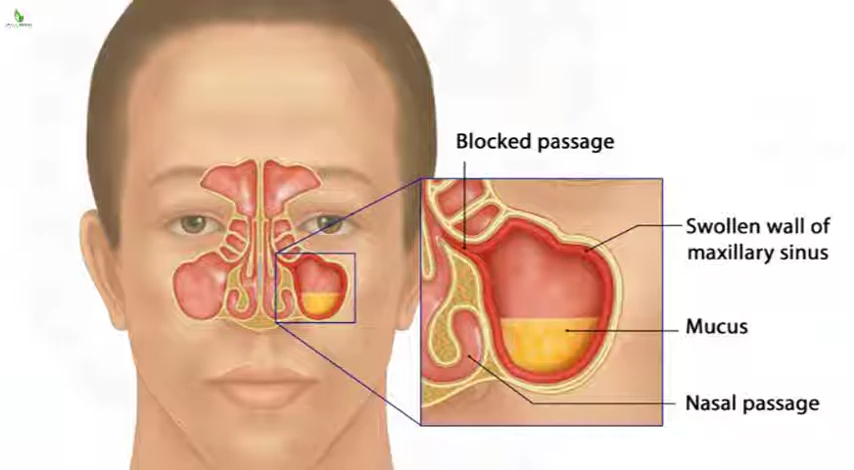 Blocked passage
Swollen wall of
maxillary sinus
Mucus
Nasal passage